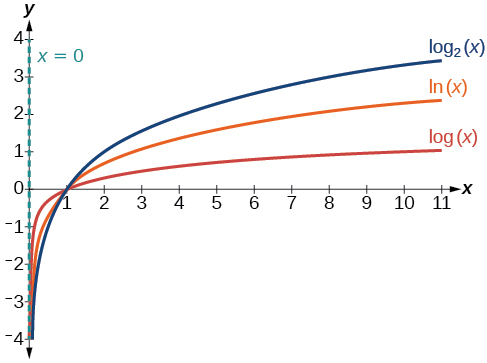 y
4
x = 0
3
2
1
0
−1
−2
−3
−4
1 2 3 4 5 6 7 8 9 10 11
x
log₂(x)
ln(x)
log(x)